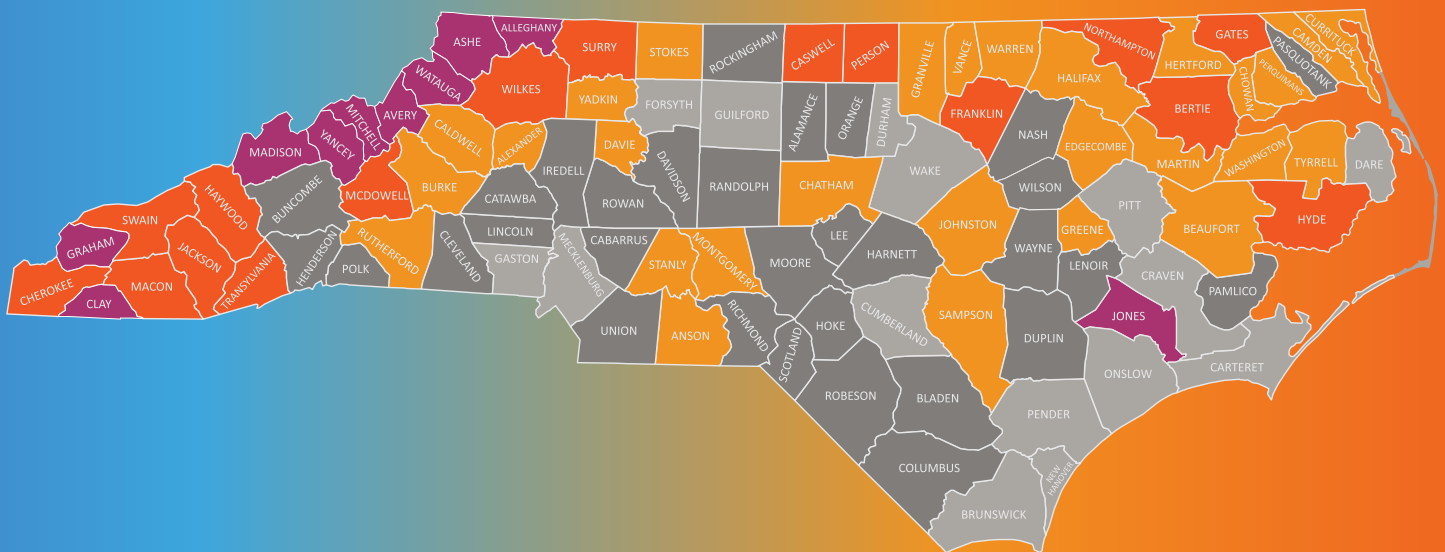 ALLEGHANY
ASHE
SURRY
STOKES
ROCKINGHAM
CASWELL
PERSON
GRANVILLE
VANCE
WARREN
NORTHAMPTON
GATES
HERTFORD
CURRITUCK
CAMDEN
PASQUOTANK
PERQUIMANS
CHOWAN
WATAUGA
WILKES
YADKIN
FORSYTH
GUILFORD
ALAMANCE
ORANGE
DURHAM
FRANKLIN
HALIFAX
BERTIE
MITCHELL
AVERY
CALDWELL
ALEXANDER
DAVIE
NASH
EDGECOMBE
MADISON
YANCEY
IREDELL
DAVIDSON
RANDOLPH
CHATHAM
WAKE
WILSON
MARTIN
WASHINGTON
TYRRELL
DARE
BUNCOMBE
MCDOWELL
BURKE
CATAWBA
ROWAN
PITT
HAYWOOD
SWAIN
JOHNSTON
GREENE
BEAUFORT
HYDE
GRAHAM
JACKSON
HENDERSON
RUTHERFORD
LINCOLN
CABARRUS
LEE
HARNETT
WAYNE
CHEROKEE
MACON
TRANSYLVANIA
POLK
CLEVELAND
GASTON
MECKLENBURG
STANLY
MONTGOMERY
MOORE
LENOIR
CRAVEN
PAMLICO
CLAY
UNION
ANSON
RICHMOND
SCOTLAND
HOKE
CUMBERLAND
SAMPSON
DUPLIN
JONES
ONSLOW
CARTERET
ROBESON
BLADEN
PENDER
COLUMBUS
NEW
HANOVER
BRUNSWICK